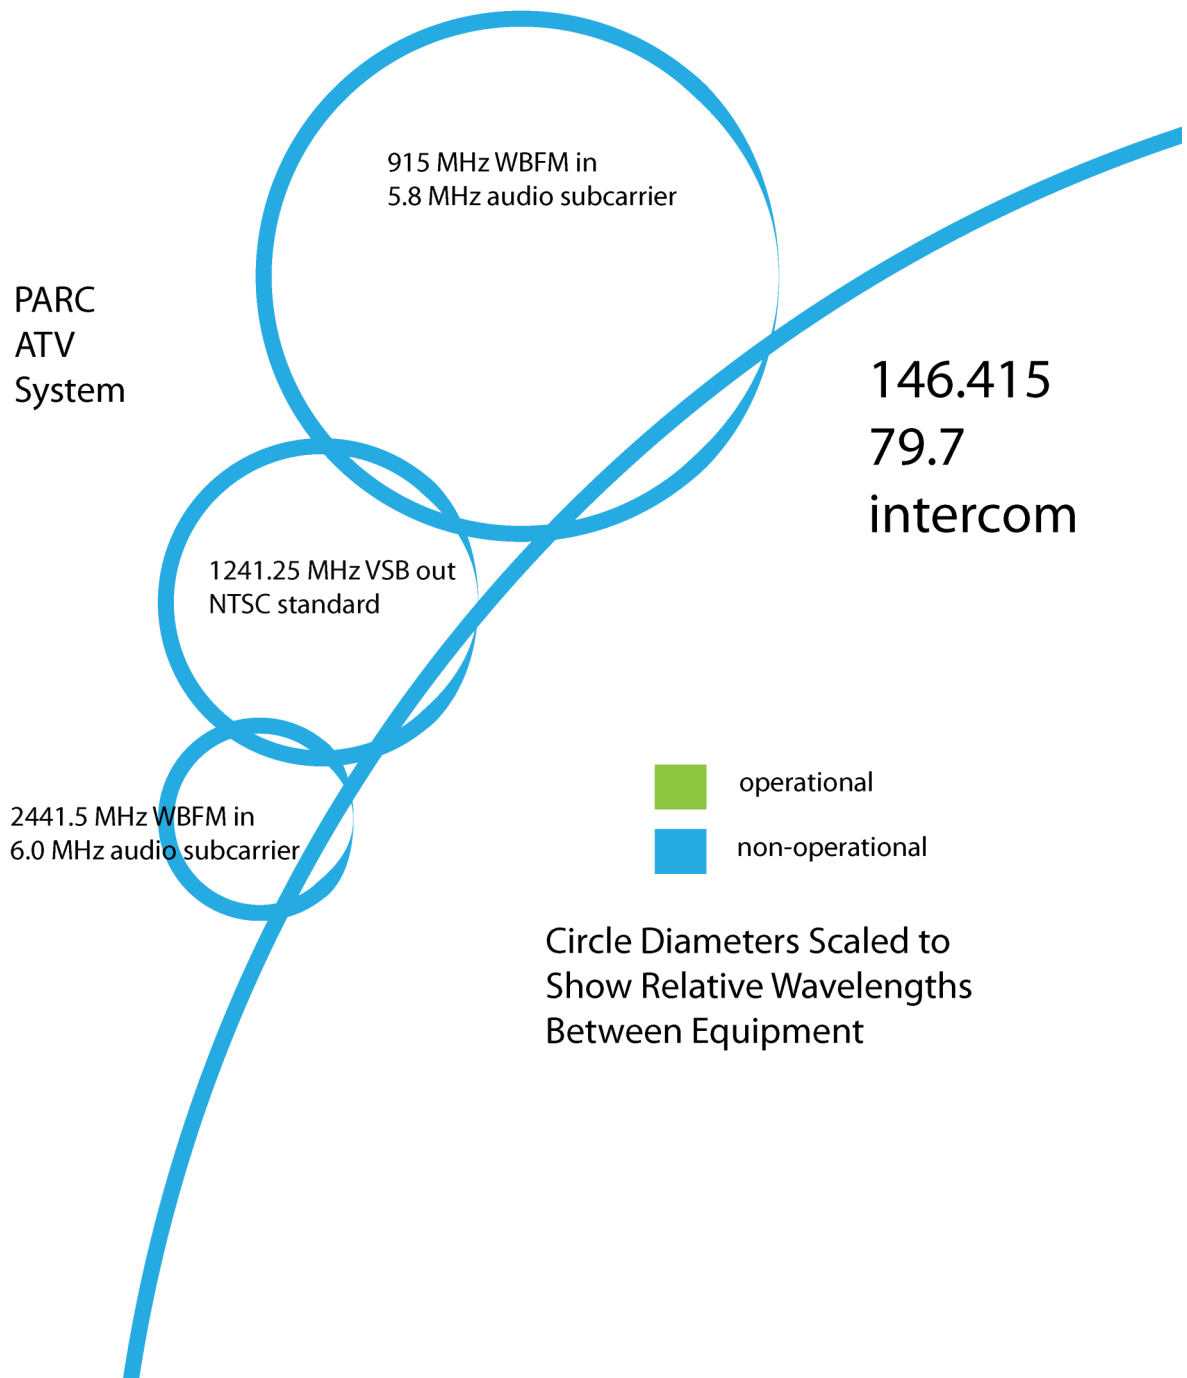 915 MHz WBFM in
5.8 MHz audio subcarrier
PARC
ATV
System
146.415
79.7
intercom
1241.25 MHz VSB out
NTSC standard
operational
non-operational
2441.5 MHz WBFM in
6.0 MHz audio subcarrier
Circle Diameters Scaled to
Show Relative Wavelengths
Between Equipment